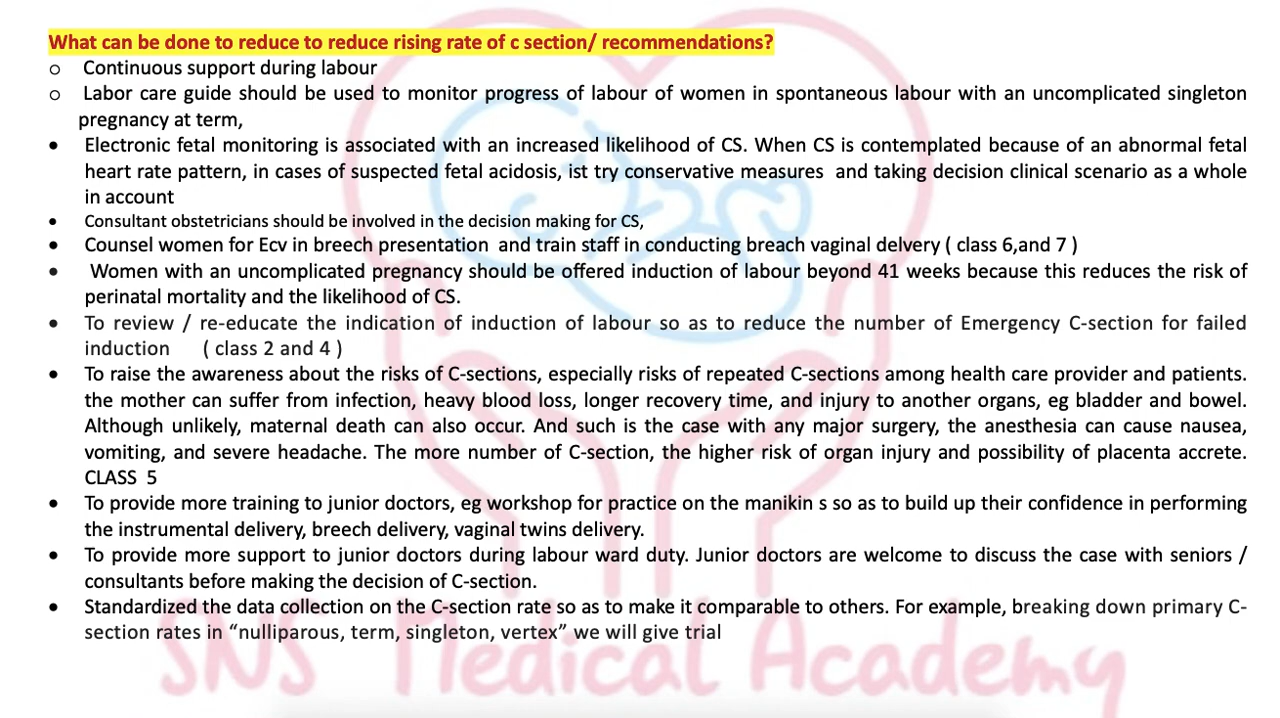 What can be done to reduce to reduce rising rate of c section/ recommendations?
o Continuous support during labour
o Labor care guide should be used to monitor progress of labour of women in spontaneous labour with an uncomplicated singleton
pregnancy at term,
• Electronic fetal monitoring is associated with an increased likelihood of CS. When CS is contemplated because of an abnormal fetal
heart rate pattern, in cases of suspected fetal acidosis, ist try conservative measures and taking decision clinical scenario as a whole
in account
• Consultant obstetricians should be involved in the decision making for CS,
• Counsel women for Ecv in breech presentation and train staff in conducting breach vaginal delvery ( class 6,and 7 )
• Women with an uncomplicated pregnancy should be offered induction of labour beyond 41 weeks because this reduces the risk of
perinatal mortality and the likelihood of CS.
• To review / re-educate the indication of induction of labour so as to reduce the number of Emergency C-section for failed
induction ( class 2 and 4 )
• To raise the awareness about the risks of C-sections, especially risks of repeated C-sections among health care provider and patients.
the mother can suffer from infection, heavy blood loss, longer recovery time, and injury to another organs, eg bladder and bowel.
Although unlikely, maternal death can also occur. And such is the case with any major surgery, the anesthesia can cause nausea,
vomiting, and severe headache. The more number of C-section, the higher risk of organ injury and possibility of placenta accrete.
CLASS 5
• To provide more training to junior doctors, eg workshop for practice on the manikin s so as to build up their confidence in performing
the instrumental delivery, breech delivery, vaginal twins delivery.
• To provide more support to junior doctors during labour ward duty. Junior doctors are welcome to discuss the case with seniors /
consultants before making the decision of C-section.
• Standardized the data collection on the C-section rate so as to make it comparable to others. For example, breaking down primary C-
section rates in “nulliparous, term, singleton, vertex” we will give trial
SNS Medical Academy